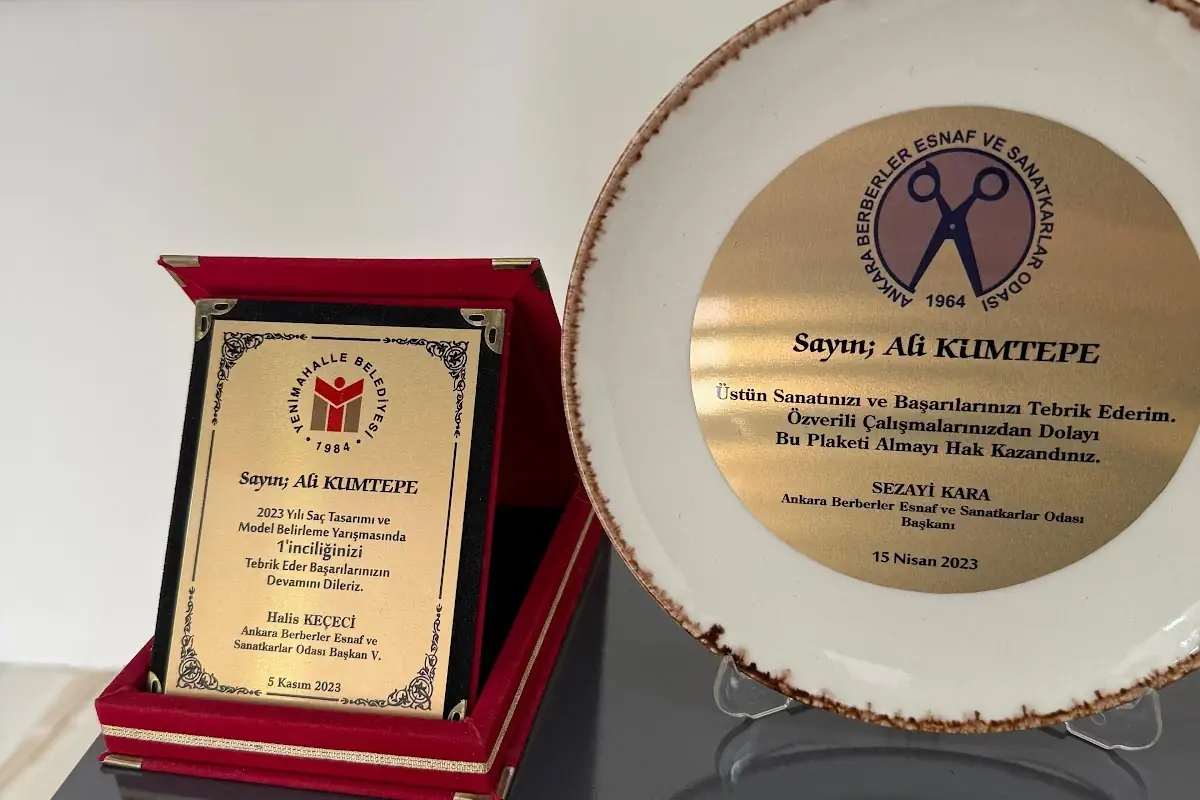 YENİMAHALLE BELEDİYESİ
• 1984 •
Sayın; Ali KUMTEPE
2023 Yılı Saç Tasarımı ve
Model Belirleme Yarışmasında
1'inciliğinizi
Tebrik Eder Başarılarınızın
Devamını Dileriz.
Halis KEÇECİ
Ankara Berberler Esnaf ve
Sanatkarlar Odası Başkan V.
5 Kasım 2023
ANKARA BERBERLER ESNAF VE SANATKARLAR ODASI
1964
Sayın; Ali KUMTEPE
Üstün Sanatınızı ve Başarılarınızı Tebrik Ederim.
Özverili Çalışmalarınızdan Dolayı
Bu Plaketi Almayı Hak Kazandınız.
SEZAYİ KARA
Ankara Berberler Esnaf ve Sanatkarlar Odası
Başkanı
15 Nisan 2023